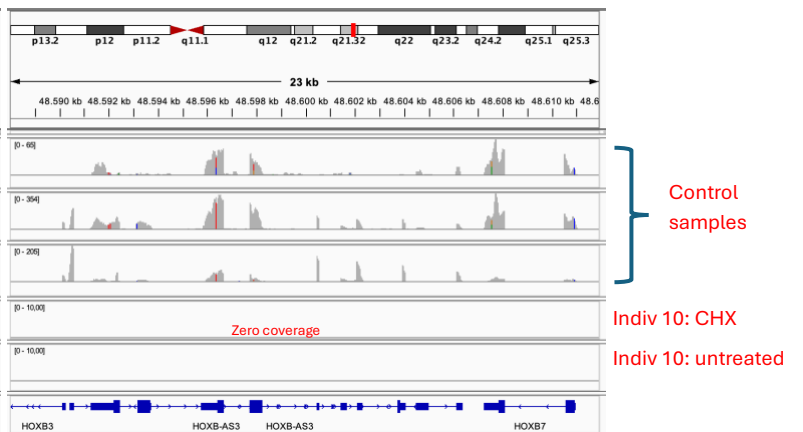 p13.2 p12 p11.2 q11.1 q12 q21.2 q21.32 q22 q23.2 q24.2 q25.1 q25.3
23 kb
48.590 kb 48.592 kb 48.594 kb 48.596 kb 48.598 kb 48.600 kb 48.602 kb 48.604 kb 48.606 kb 48.608 kb 48.610 kb 48.6
[0 - 65]
[0 - 354]
Control
samples
[0 - 205]
[0 - 10,00]
Indiv 10: CHX
Zero coverage
[0 - 10,00]
Indiv 10: untreated
HOXB3 HOXB-AS3 HOXB-AS3 HOXB7